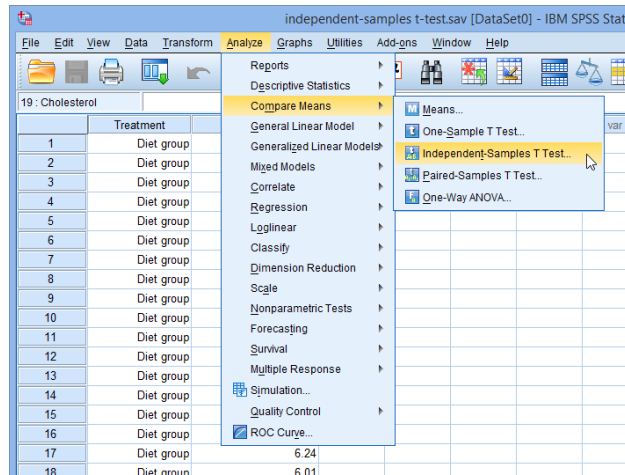 independent-samples t-test.sav [DataSet0] - IBM SPSS Stat
File Edit View Data Transform Analyze Graphs Utilities Add-ons Window Help
19 : Cholesterol
Treatment
var
Reports
Descriptive Statistics
Compare Means
General Linear Model
Generalized Linear Models
Mixed Models
Correlate
Regression
Loglinear
Classify
Dimension Reduction
Scale
Nonparametric Tests
Forecasting
Survival
Multiple Response
Simulation...
Quality Control
ROC Curve...
Means...
One-Sample T Test...
Independent-Samples T Test...
Paired-Samples T Test...
One-Way ANOVA...
1 Diet group
2 Diet group
3 Diet group
4 Diet group
5 Diet group
6 Diet group
7 Diet group
8 Diet group
9 Diet group
10 Diet group
11 Diet group
12 Diet group
13 Diet group
14 Diet group
15 Diet group
16 Diet group
17 Diet group 6.24
18 Diet group 6.01